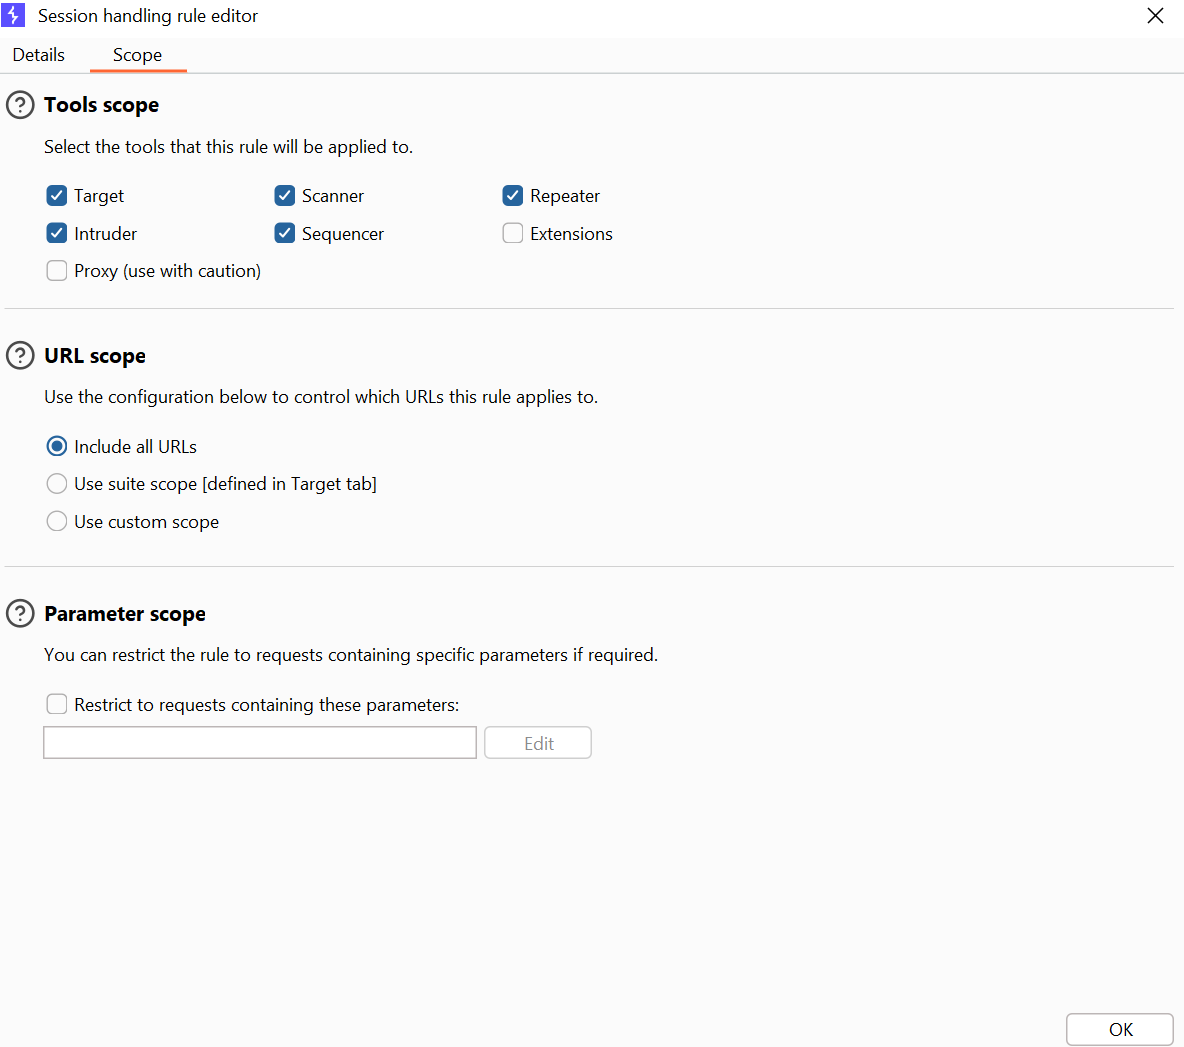 Session handling rule editor
Details Scope
Tools scope
Select the tools that this rule will be applied to.
Target Scanner Repeater
Intruder Sequencer Extensions
Proxy (use with caution)
URL scope
Use the configuration below to control which URLs this rule applies to.
Include all URLs
Use suite scope [defined in Target tab]
Use custom scope
Parameter scope
You can restrict the rule to requests containing specific parameters if required.
Restrict to requests containing these parameters:
Edit
OK